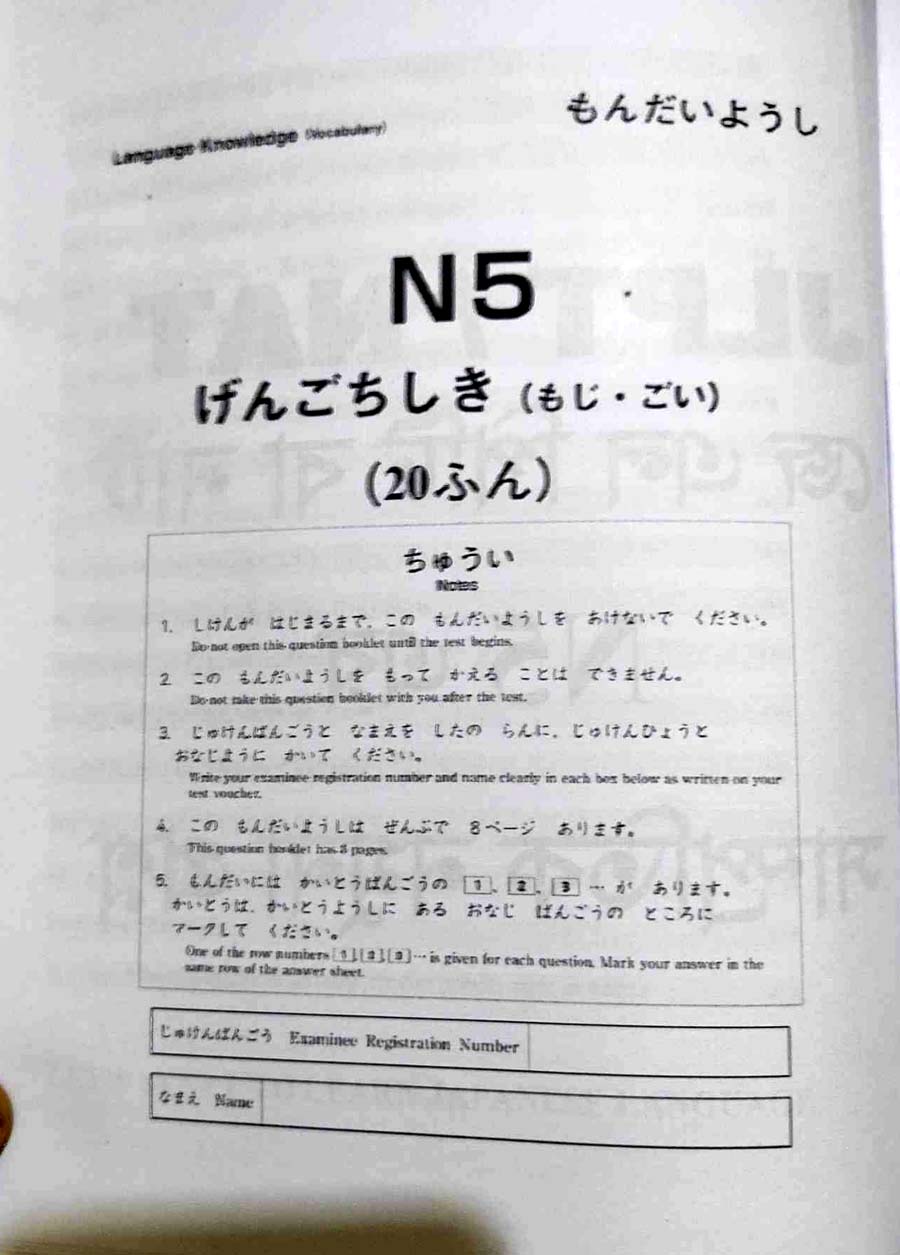 もんだいようし
Language Knowledge (Vocabulary)
N5
げんごちしき (もじ・ごい)
(20ふん)
ちゅうい
Notes
1. しけんが はじまるまで、この もんだいようしを あけないで ください。
Do not open this question booklet until the test begins.
2. この もんだいようしを もって かえる ことは できません。
Do not take this question booklet with you after the test.
3. じゅけんばんごうと なまえを したの らんに、じゅけんひょうと
おなじように かいて ください。
Write your examinee registration number and name clearly in each box below as written on your
test voucher.
4. この もんだいようしは ぜんぶで 8ページ あります。
This question booklet has 8 pages.
5. もんだいには かいとうばんごうの 1、2、3 … が あります。
かいとうは、かいとうようしに ある おなじ ばんごうの ところに
マークして ください。
One of the row numbers 1, 2, 3 … is given for each question. Mark your answer in the
same row of the answer sheet.
じゅけんばんごう Examinee Registration Number
なまえ Name